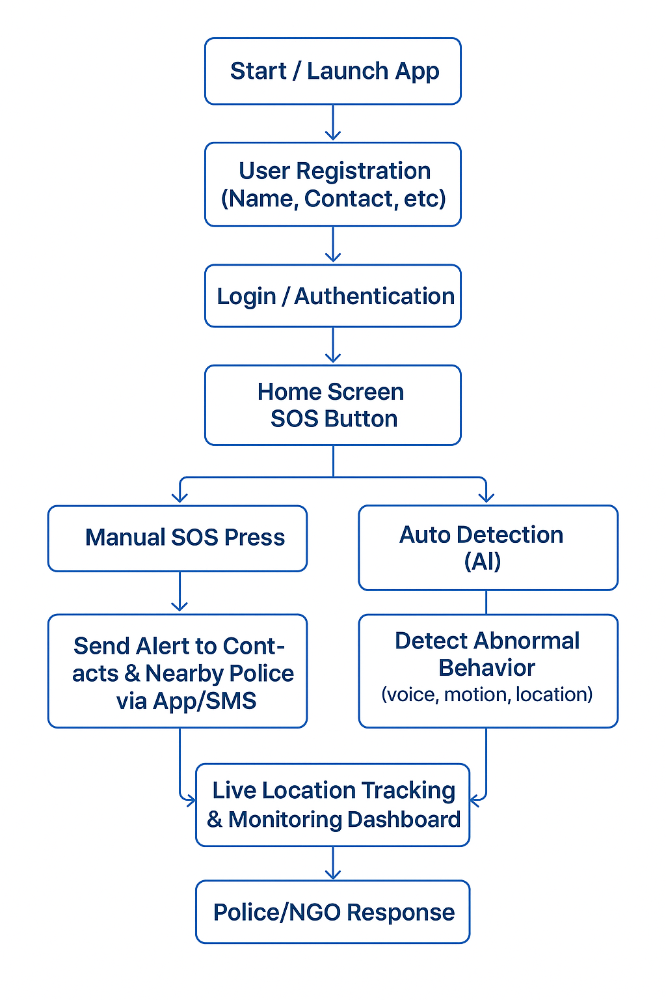 Start / Launch App
User Registration
(Name, Contact, etc)
Login / Authentication
Home Screen
SOS Button
Manual SOS Press
Auto Detection
(AI)
Send Alert to Cont-
acts & Nearby Police
via App/SMS
Detect Abnormal
Behavior
(voice, motion, location)
Live Location Tracking
& Monitoring Dashboard
Police/NGO Response